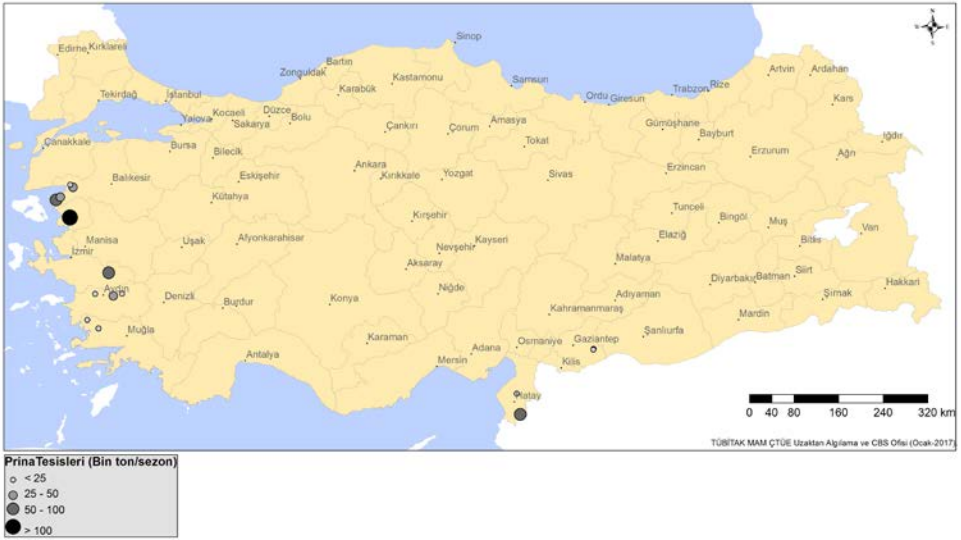 N
W E
S
Sinop
Edirne Kırklareli
Bartın
Zonguldak
Kastamonu
Karabük
Samsun
Artvin Ardahan
Rize
Trabzon
Tekirdağ
İstanbul
Ordu Giresun
Kars
Kocaeli
Düzce
Yalova
Sakarya
Bolu
Amasya
Çankırı
Çorum
Gümüşhane
Bayburt
Iğdır
Çanakkale
Bursa
Bilecik
Tokat
Erzurum
Ağrı
Ankara
Kırıkkale
Yozgat
Sivas
Erzincan
Balıkesir
Eskişehir
Kütahya
Tunceli
Bingöl
Muş
Kırşehir
Van
Manisa
Uşak
Afyonkarahisar
Nevşehir
Kayseri
Elazığ
Bitlis
İzmir
Aksaray
Malatya
Diyarbakır
Batman
Siirt
Hakkari
Aydın
Denizli
Burdur
Konya
Niğde
Adıyaman
Şırnak
Kahramanmaraş
Mardin
Muğla
Karaman
Şanlıurfa
Adana
Osmaniye
Gaziantep
Antalya
Mersin
Kilis
Hatay
0 40 80 160 240 320 km
TÜBİTAK MAM ÇTÜE Uzaktan Algılama ve CBS Ofisi (Ocak-2017)
PrinaTesisleri (Bin ton/sezon)
< 25
25 - 50
50 - 100
> 100